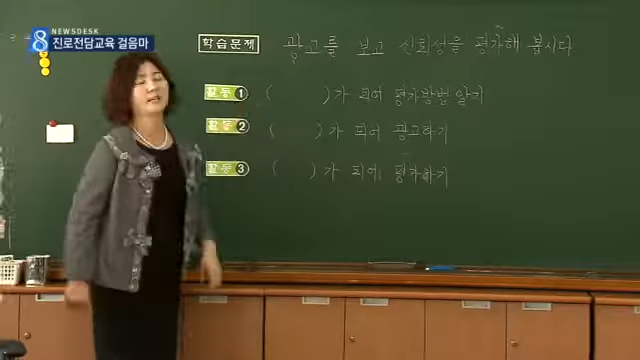 NEWSDESK
8 진로전담교육 걸음마
학습문제 광고를 보고 신뢰성을 평가해 봅시다
활동 1 ( )가 되어 평가방법 알기
활동 2 ( )가 되어 광고하기
활동 3 ( )가 되어 평가하기